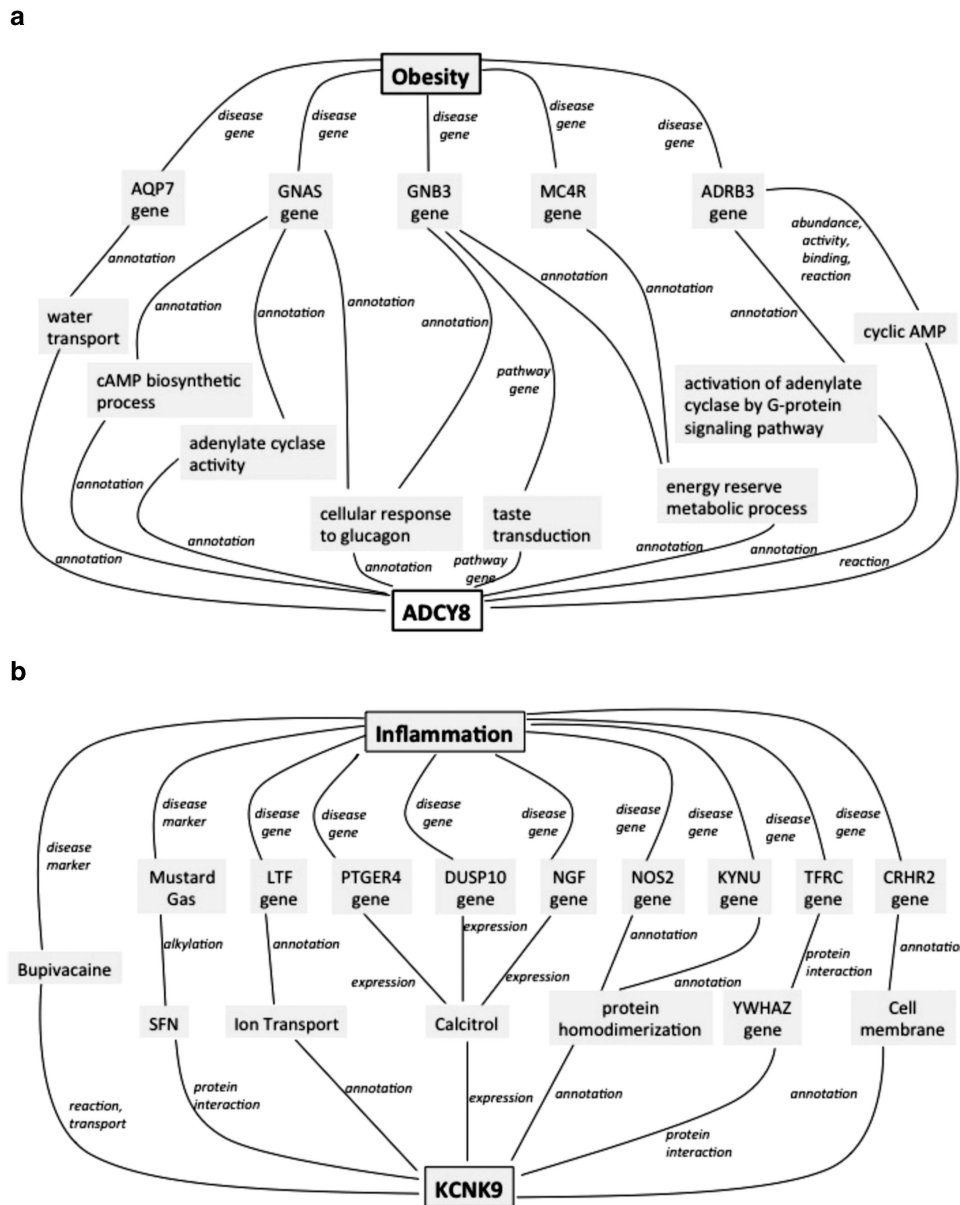 a
Obesity
disease
gene
disease
gene
disease
gene
disease
gene
disease
gene
AQP7
gene
GNAS
gene
GNB3
gene
MC4R
gene
ADRB3
gene
abundance,
activity,
binding,
reaction
annotation
annotation
annotation
annotation
annotation
annotation
annotation
annotation
water
transport
cyclic AMP
pathway
gene
cAMP biosynthetic
process
activation of adenylate
cyclase by G-protein
signaling pathway
adenylate cyclase
activity
annotation
energy reserve
metabolic process
cellular response
to glucagon
taste
transduction
annotation
annotation
annotation
annotation
annotation
pathway
gene
reaction
ADCY8
b
Inflammation
disease
marker
disease
marker
disease
gene
disease
gene
disease
gene
disease
gene
disease
gene
disease
gene
disease
gene
disease
gene
Mustard
Gas
LTF
gene
PTGER4
gene
DUSP10
gene
NGF
gene
NOS2
gene
KYNU
gene
TFRC
gene
CRHR2
gene
alkylation
annotation
expression
expression
expression
annotation
annotation
protein
interaction
annotatio
Bupivacaine
SFN
Ion Transport
Calcitrol
protein
homodimerization
YWHAZ
gene
Cell
membrane
reaction,
transport
protein
interaction
annotation
expression
annotation
protein
interaction
annotation
KCNK9